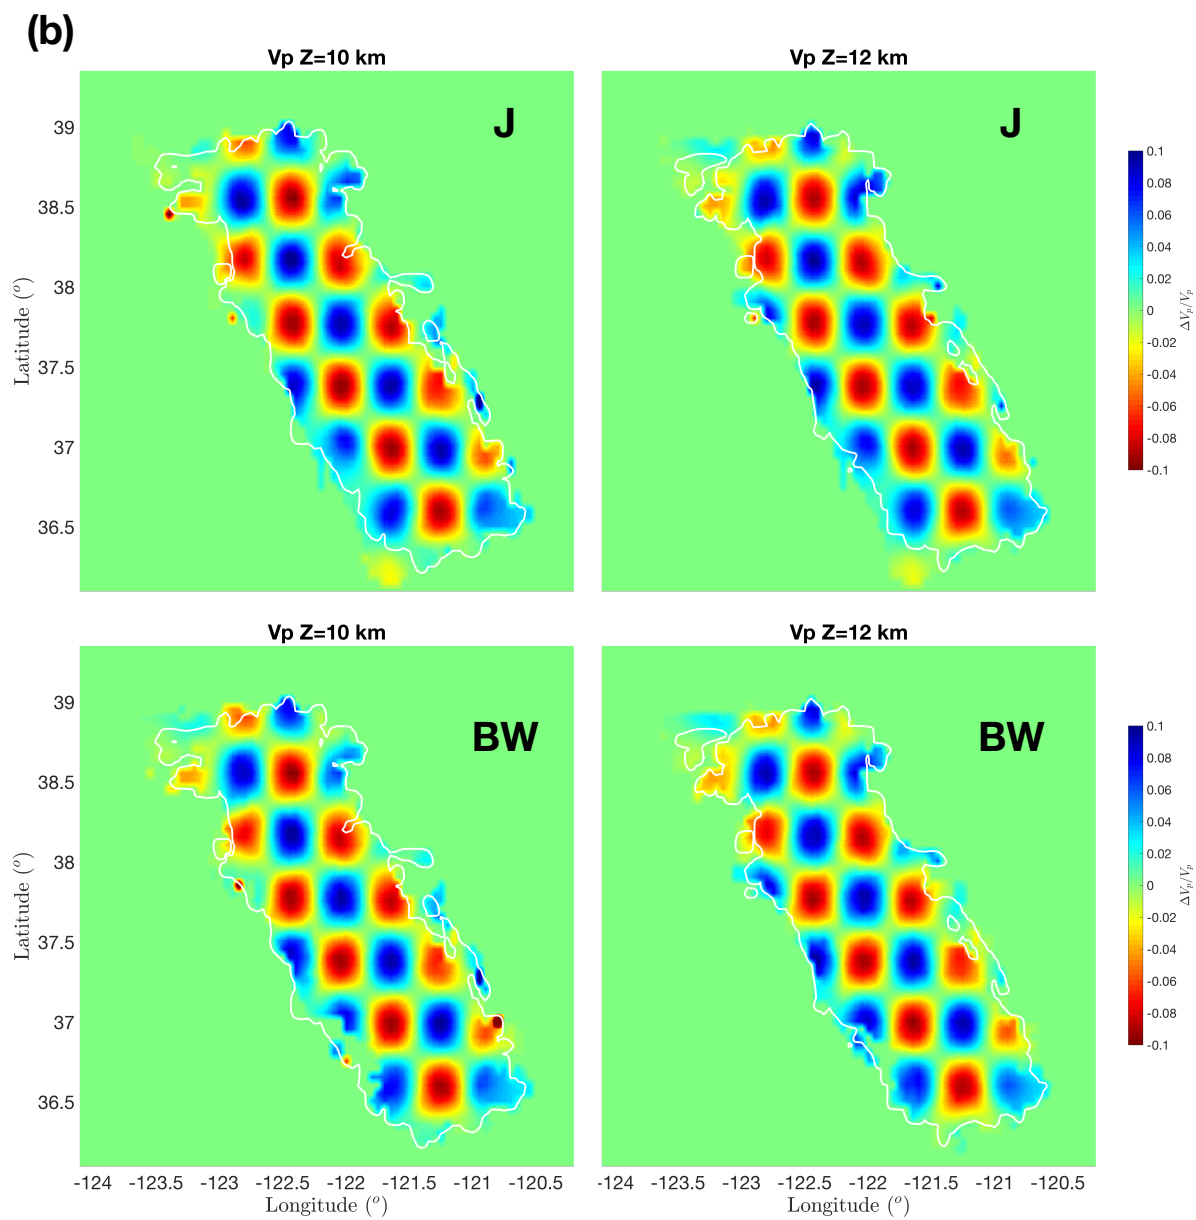 (b)
Vp Z=10 km
Vp Z=12 km
J
J
39
38.5
38
37.5
37
36.5
Latitude (°)
0.1
0.08
0.06
0.04
0.02
0
-0.02
-0.04
-0.06
-0.08
-0.1
ΔVp/Vp
Vp Z=10 km
Vp Z=12 km
BW
BW
39
38.5
38
37.5
37
36.5
Latitude (°)
0.1
0.08
0.06
0.04
0.02
0
-0.02
-0.04
-0.06
-0.08
-0.1
ΔVp/Vp
-124 -123.5 -123 -122.5 -122 -121.5 -121 -120.5
-124 -123.5 -123 -122.5 -122 -121.5 -121 -120.5
Longitude (°)
Longitude (°)